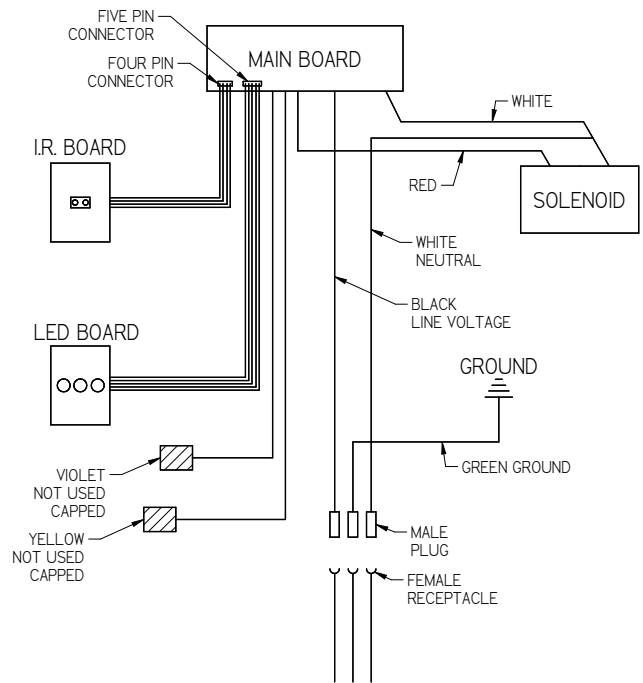 FIVE PIN
CONNECTOR
MAIN BOARD
FOUR PIN
CONNECTOR
WHITE
I.R. BOARD
RED
SOLENOID
WHITE
NEUTRAL
BLACK
LINE VOLTAGE
LED BOARD
GROUND
GREEN GROUND
VIOLET
NOT USED
CAPPED
YELLOW
NOT USED
CAPPED
MALE
PLUG
FEMALE
RECEPTACLE